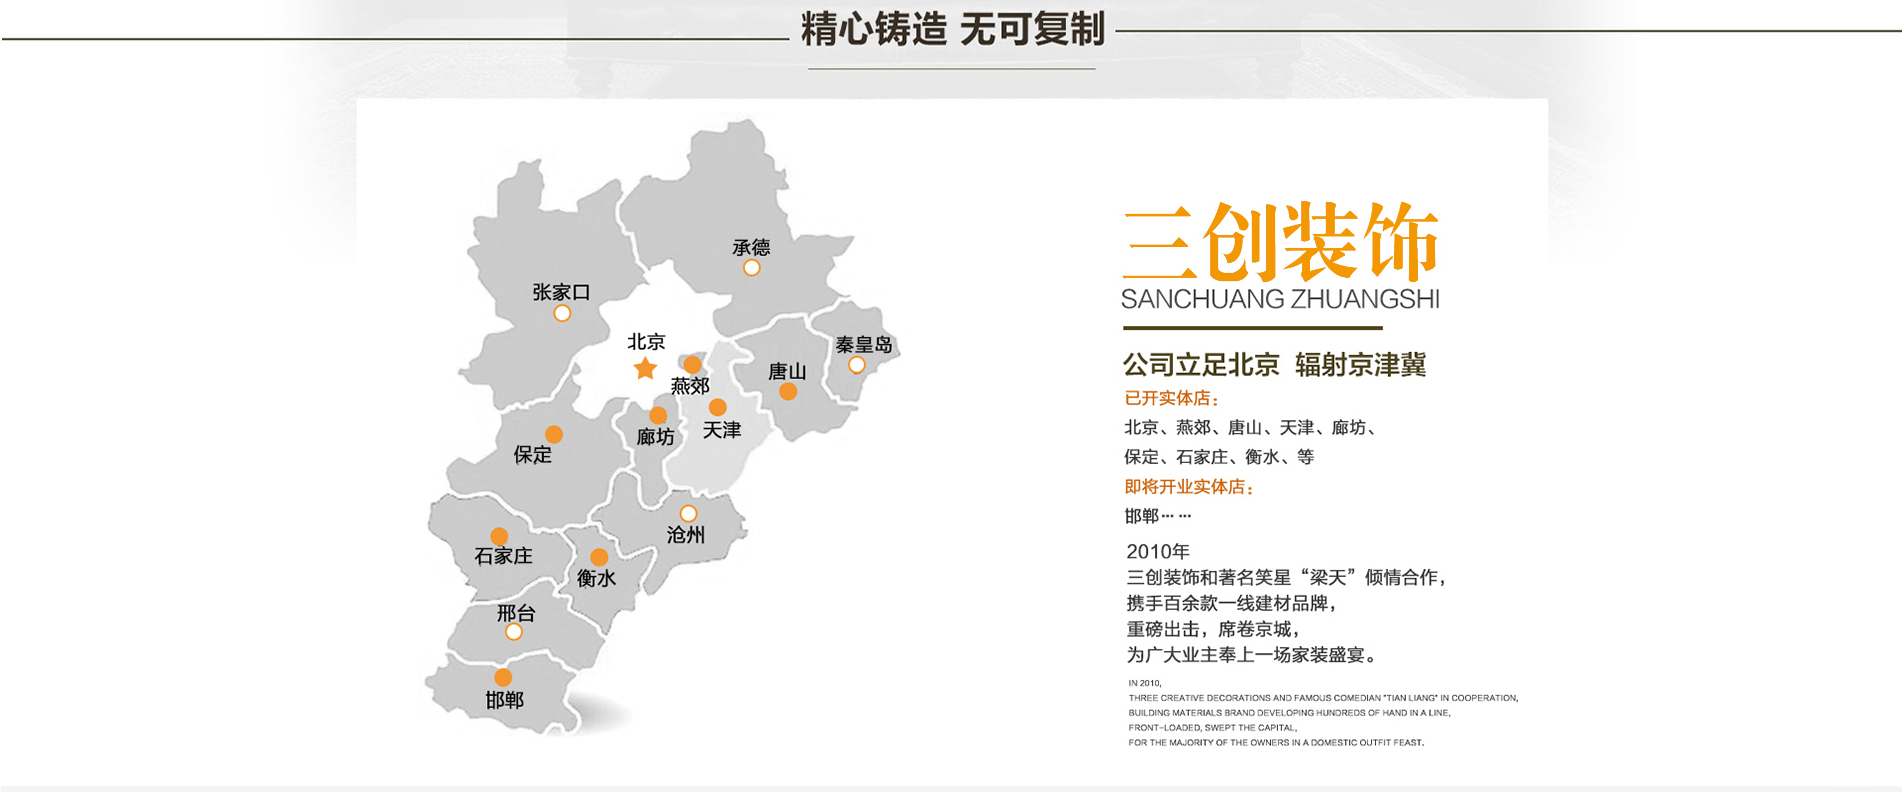 精心铸造 无可复制
承德
张家口
北京
秦皇岛
唐山
燕郊
天津
廊坊
保定
沧州
石家庄
衡水
邢台
邯郸
三创装饰
SANCHUANG ZHUANGSHI
公司立足北京 辐射京津冀
已开实体店：
北京、燕郊、唐山、天津、廊坊、
保定、石家庄、衡水、等
即将开业实体店：
邯郸……
2010年
三创装饰和著名笑星“梁天”倾情合作，
携手百余款一线建材品牌，
重磅出击，席卷京城，
为广大业主奉上一场家装盛宴。
IN 2010,
THREE CREATIVE DECORATIONS AND FAMOUS COMEDIAN "TIAN LIANG" IN COOPERATION,
BUILDING MATERIALS BRAND DEVELOPING HUNDREDS OF HAND IN A LINE,
FRONT-LOADED, SWEPT THE CAPITAL,
FOR THE MAJORITY OF THE OWNERS IN A DOMESTIC OUTFIT FEAST.